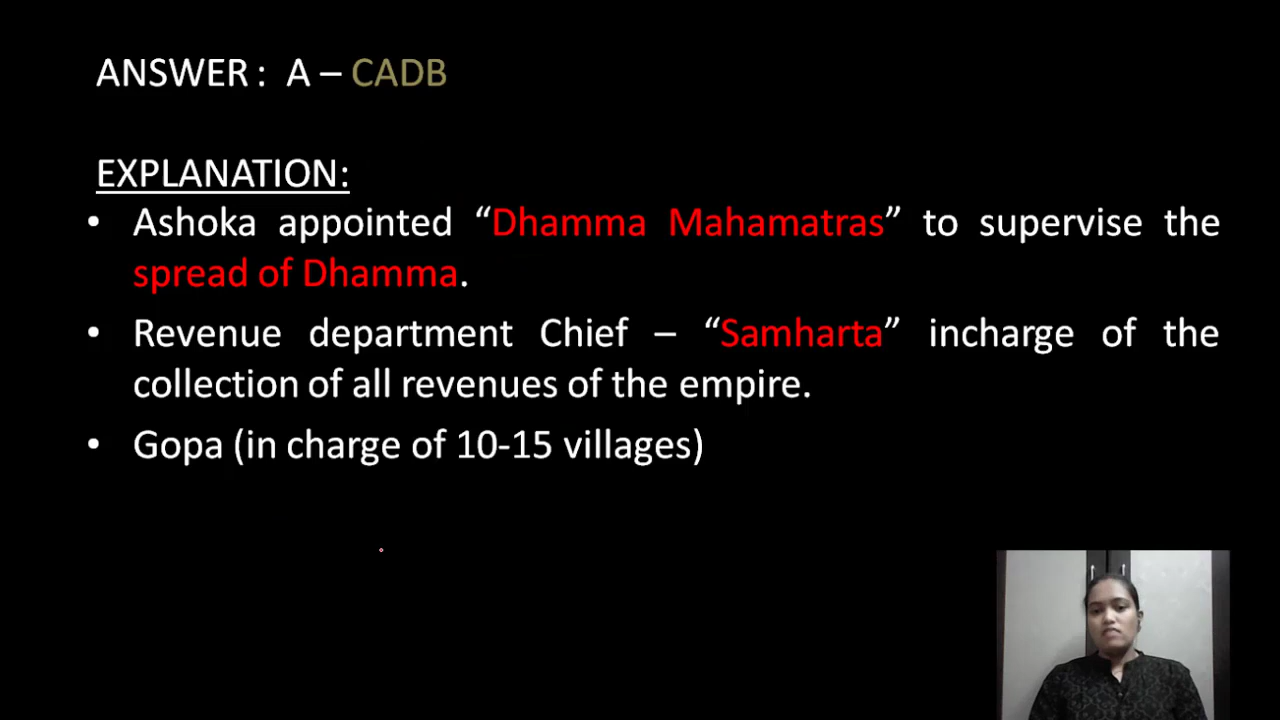 ANSWER : A – CADB
EXPLANATION:
• Ashoka appointed “Dhamma Mahamatras” to supervise the
spread of Dhamma.
• Revenue department Chief – “Samharta” incharge of the
collection of all revenues of the empire.
• Gopa (in charge of 10-15 villages)